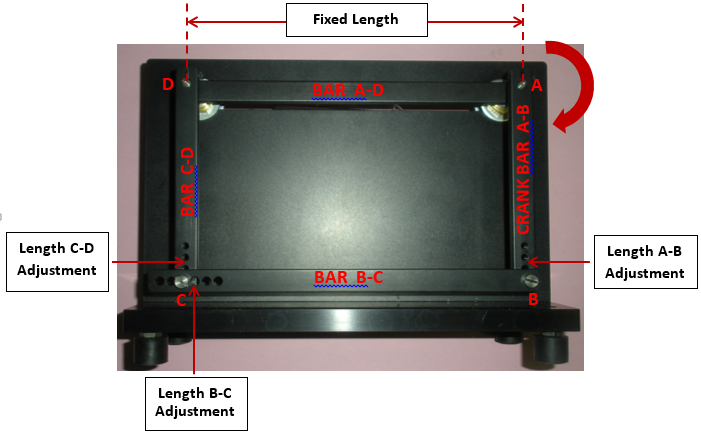 Fixed Length
D
A
BAR A-D
BAR C-D
CRANK BAR A-B
Length C-D
Adjustment
Length A-B
Adjustment
BAR B-C
C
B
Length B-C
Adjustment